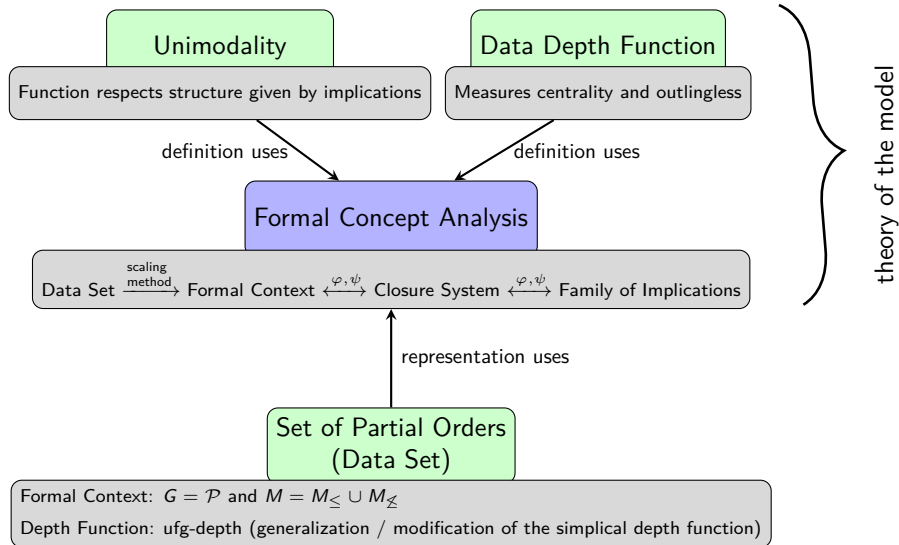 Unimodality
Function respects structure given by implications
Data Depth Function
Measures centrality and outlingless
definition uses
definition uses
Formal Concept Analysis
Data Set scaling method → Formal Context φ,ψ ⟷ Closure System φ,ψ ⟷ Family of Implications
theory of the model
representation uses
Set of Partial Orders
(Data Set)
Formal Context: G = 𝒫 and M = M≤ ∪ M≰
Depth Function: ufg-depth (generalization / modification of the simplical depth function)